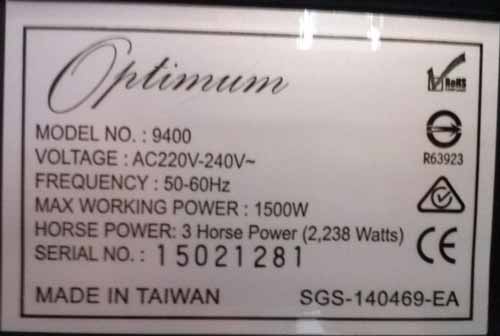 Optimum
RoHS
MODEL NO. : 9400
VOLTAGE : AC220V-240V~
R63923
FREQUENCY : 50-60Hz
MAX WORKING POWER : 1500W
HORSE POWER: 3 Horse Power (2,238 Watts)
CE
SERIAL NO. : 15021281
MADE IN TAIWAN
SGS-140469-EA